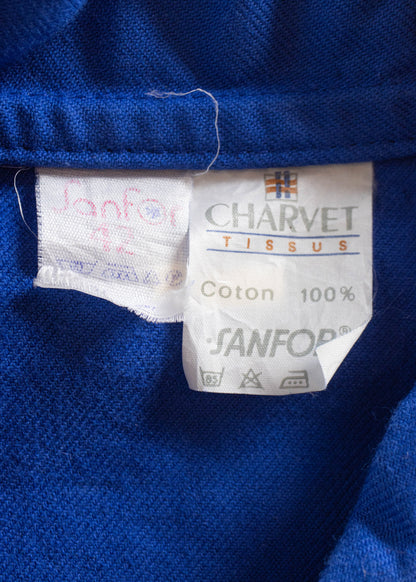 Sanfor
42
CHARVET
TISSUS
Coton 100%
SANFOR®
85